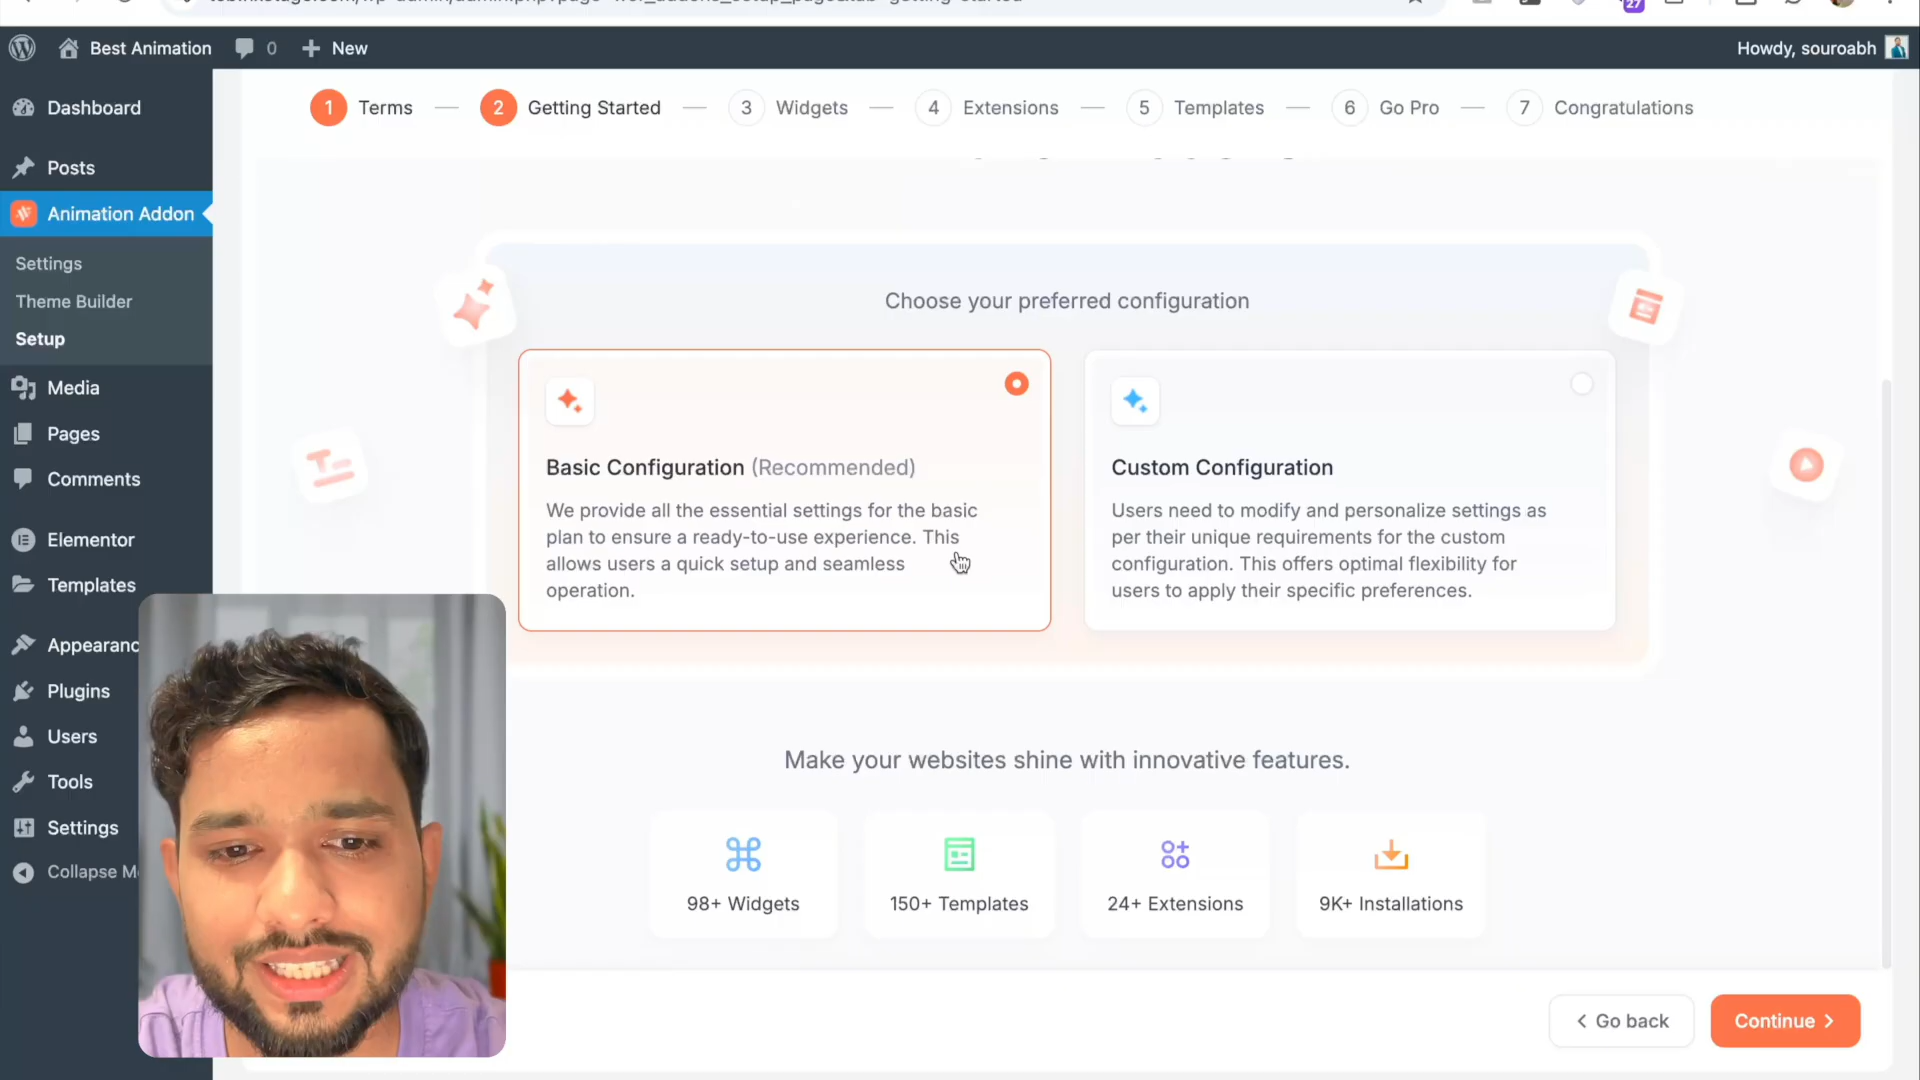 Best Animation
0
New
Howdy, souroabh
Dashboard
Posts
Animation Addon
Settings
Theme Builder
Setup
Media
Pages
Comments
Elementor
Templates
Appearanc
Plugins
Users
Tools
Settings
Collapse M
27
1 Terms
2 Getting Started
3 Widgets
4 Extensions
5 Templates
6 Go Pro
7 Congratulations
Choose your preferred configuration
Basic Configuration (Recommended)
We provide all the essential settings for the basic
plan to ensure a ready-to-use experience. This
allows users a quick setup and seamless
operation.
Custom Configuration
Users need to modify and personalize settings as
per their unique requirements for the custom
configuration. This offers optimal flexibility for
users to apply their specific preferences.
Make your websites shine with innovative features.
98+ Widgets
150+ Templates
24+ Extensions
9K+ Installations
Go back
Continue